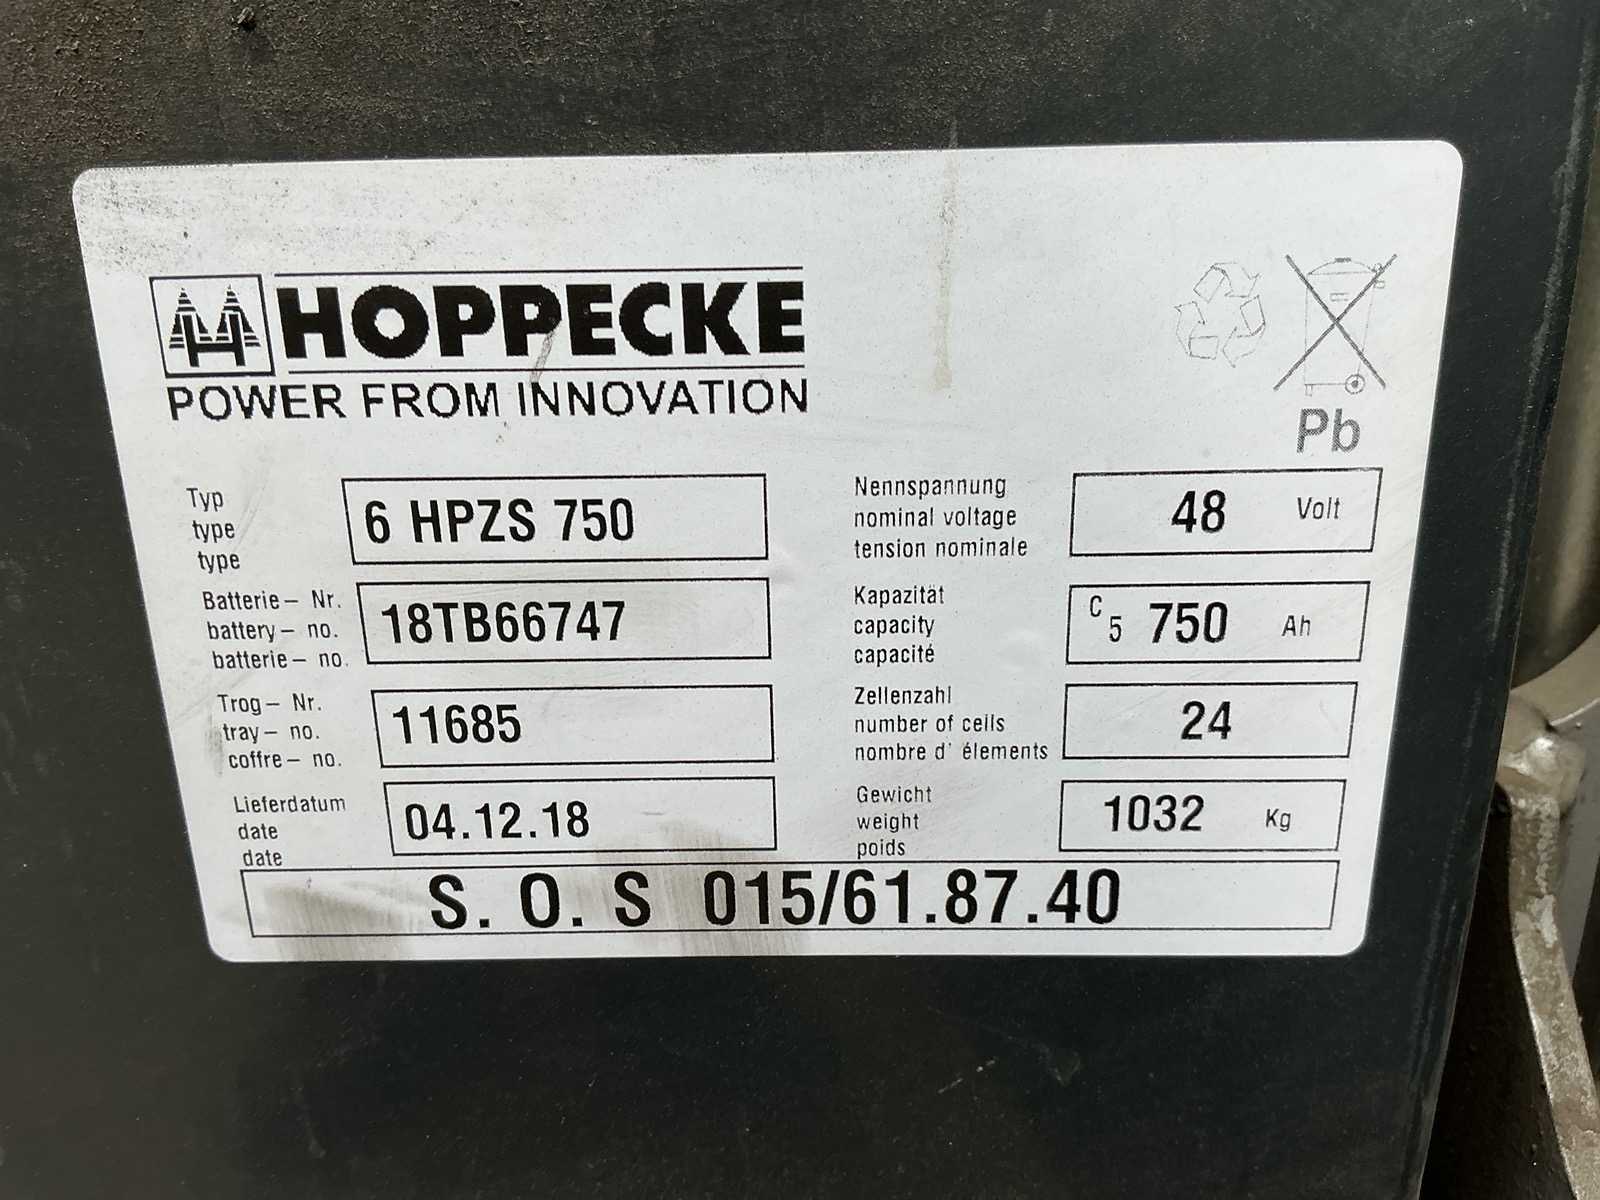 HOPPECKE
POWER FROM INNOVATION
Pb
Typ
type
type
6 HPZS 750
Batterie – Nr.
battery – no.
batterie – no.
18TB66747
Trog – Nr.
tray – no.
coffre – no.
11685
Lieferdatum
date
date
04.12.18
Nennspannung
nominal voltage
tension nominale
48 Volt
Kapazität
capacity
capacité
C5 750 Ah
Zellenzahl
number of cells
nombre d' élements
24
Gewicht
weight
poids
1032 Kg
S. O. S 015/61.87.40